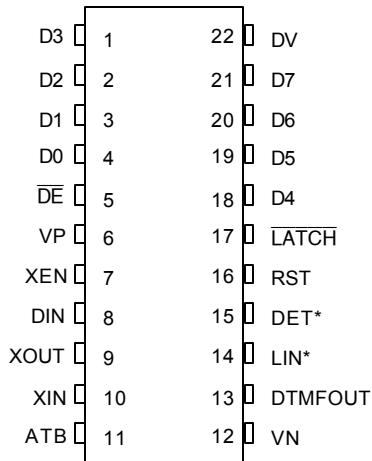 D3 1 22 DV
D2 2 21 D7
D1 3 20 D6
D0 4 19 D5
D̅E̅ 5 18 D4
VP 6 17 L̅A̅T̅C̅H̅
XEN 7 16 RST
DIN 8 15 DET*
XOUT 9 14 LIN*
XIN 10 13 DTMFOUT
ATB 11 12 VN